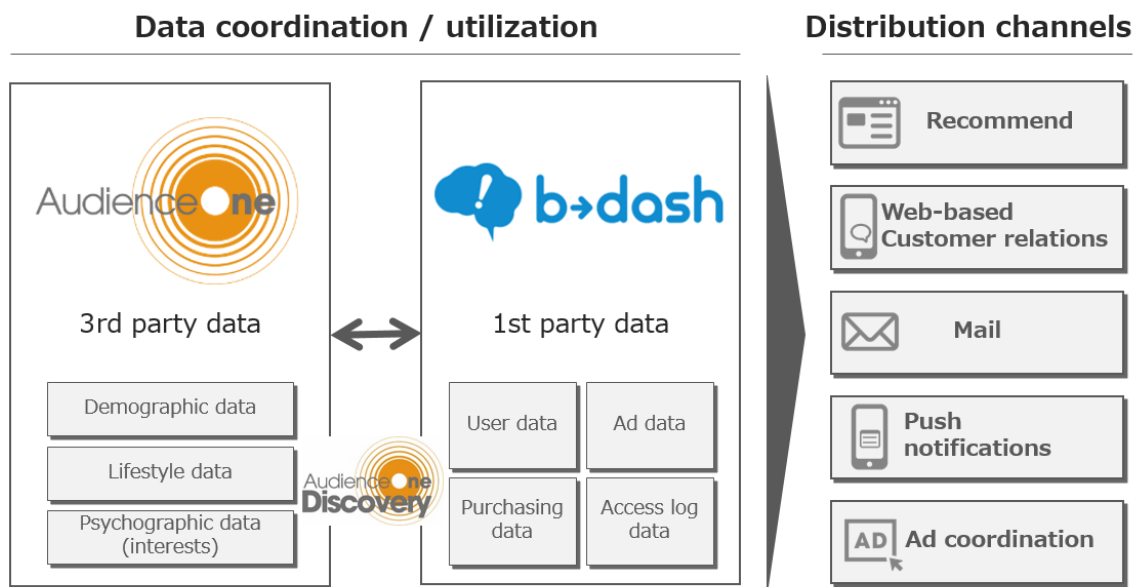 Data coordination / utilization
Distribution channels
AudienceOne
3rd party data
Demographic data
Lifestyle data
Psychographic data
(interests)
AudienceOne
Discovery
b→dash
1st party data
User data
Ad data
Purchasing
data
Access log
data
Recommend
Web-based
Customer relations
Mail
Push
notifications
AD
Ad coordination